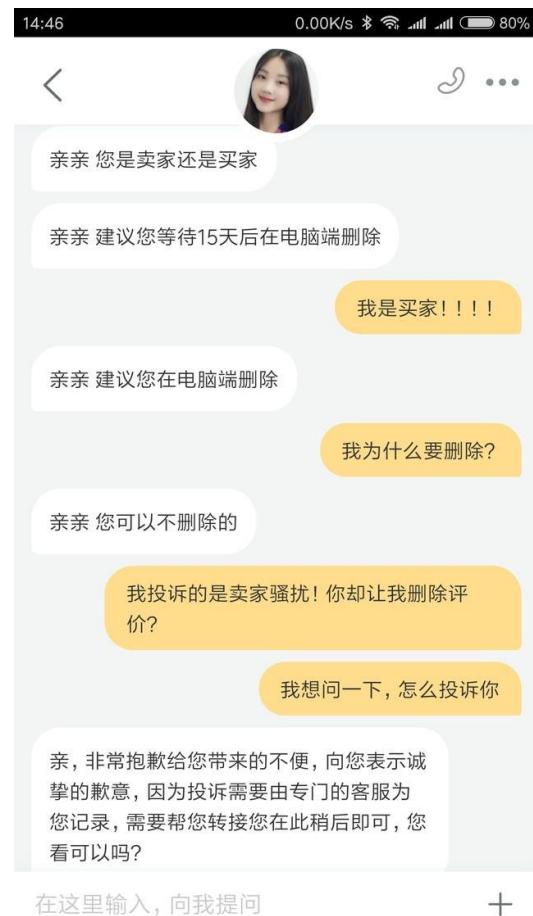 14:46 0.00K/s 80%
亲亲 您是卖家还是买家
亲亲 建议您等待15天后在电脑端删除
我是买家！！！！
亲亲 建议您在电脑端删除
我为什么要删除?
亲亲 您可以不删除的
我投诉的是卖家骚扰！你却让我删除评
价?
我想问一下，怎么投诉你
亲，非常抱歉给您带来的不便，向您表示诚
挚的歉意，因为投诉需要由专门的客服为
您记录，需要帮您转接您在此稍后即可，您
看可以吗?
在这里输入，向我提问